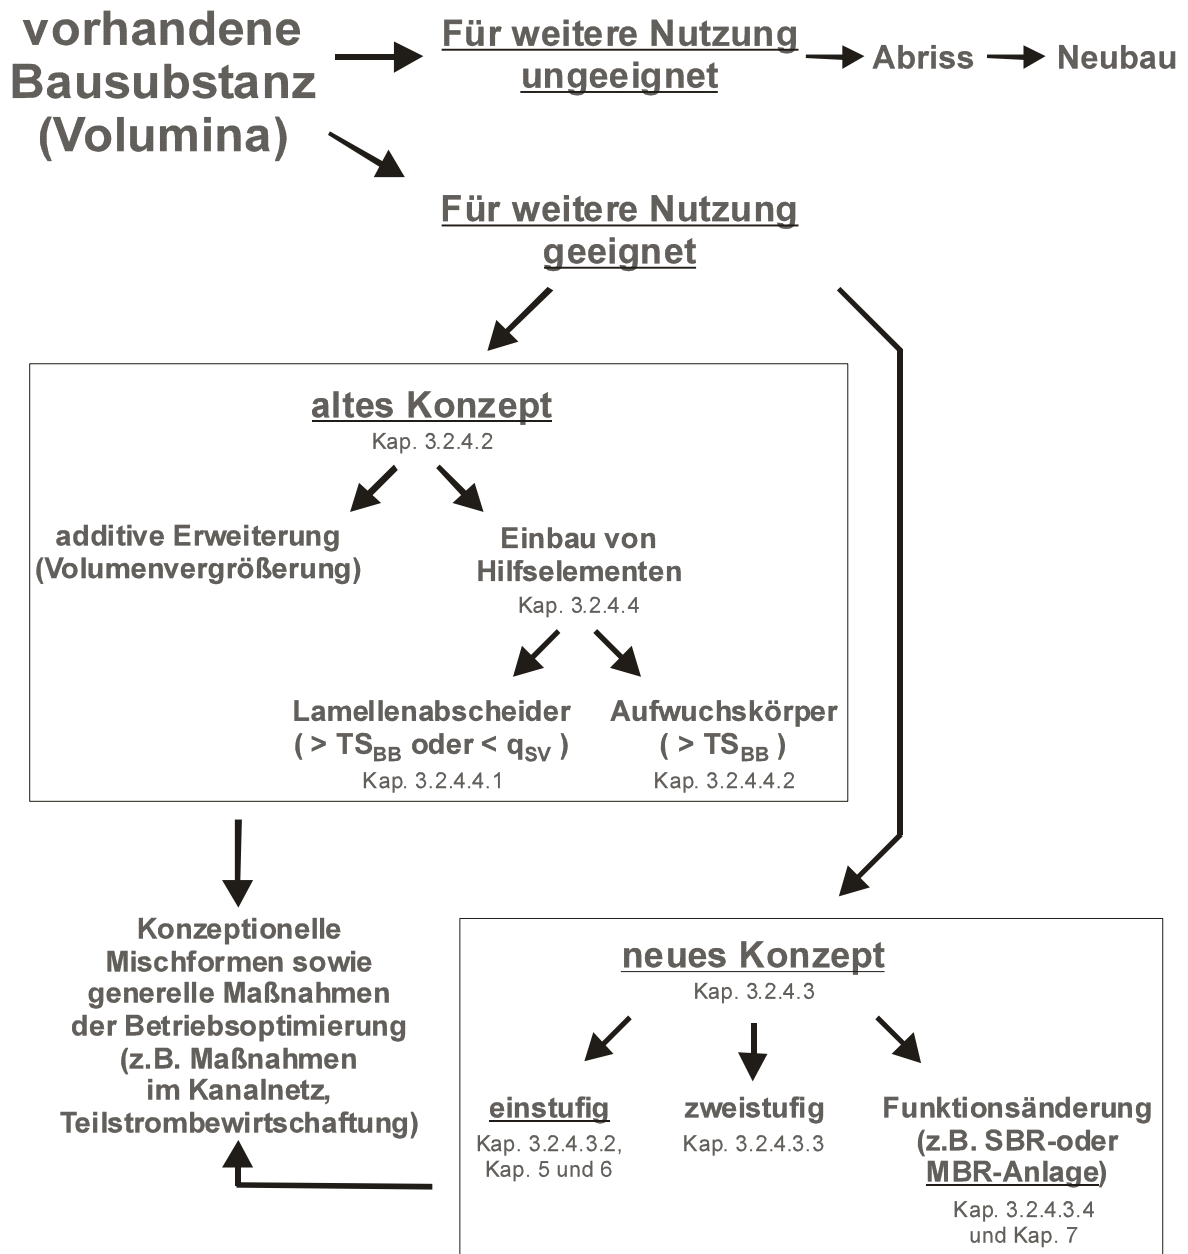 vorhandene
Bausubstanz
(Volumina)
Für weitere Nutzung
ungeeignet
Abriss
Neubau
Für weitere Nutzung
geeignet
altes Konzept
Kap. 3.2.4.2
additive Erweiterung
(Volumenvergrößerung)
Einbau von
Hilfselementen
Kap. 3.2.4.4
Lamellenabscheider
( > TS_BB oder < q_SV )
Kap. 3.2.4.4.1
Aufwuchskörper
( > TS_BB )
Kap. 3.2.4.4.2
Konzeptionelle
Mischformen sowie
generelle Maßnahmen
der Betriebsoptimierung
(z.B. Maßnahmen
im Kanalnetz,
Teilstrombewirtschaftung)
neues Konzept
Kap. 3.2.4.3
einstufig
Kap. 3.2.4.3.2,
Kap. 5 und 6
zweistufig
Kap. 3.2.4.3.3
Funktionsänderung
(z.B. SBR-oder
MBR-Anlage)
Kap. 3.2.4.3.4
und Kap. 7